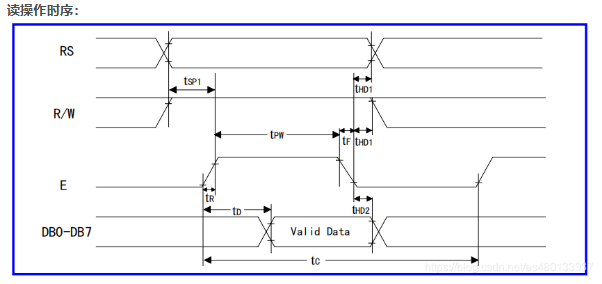 读操作时序：
RS
tSP1
tHD1
R/W
tPW
tF
tHD1
E
tR
tD
tHD2
DB0-DB7
Valid Data
tC